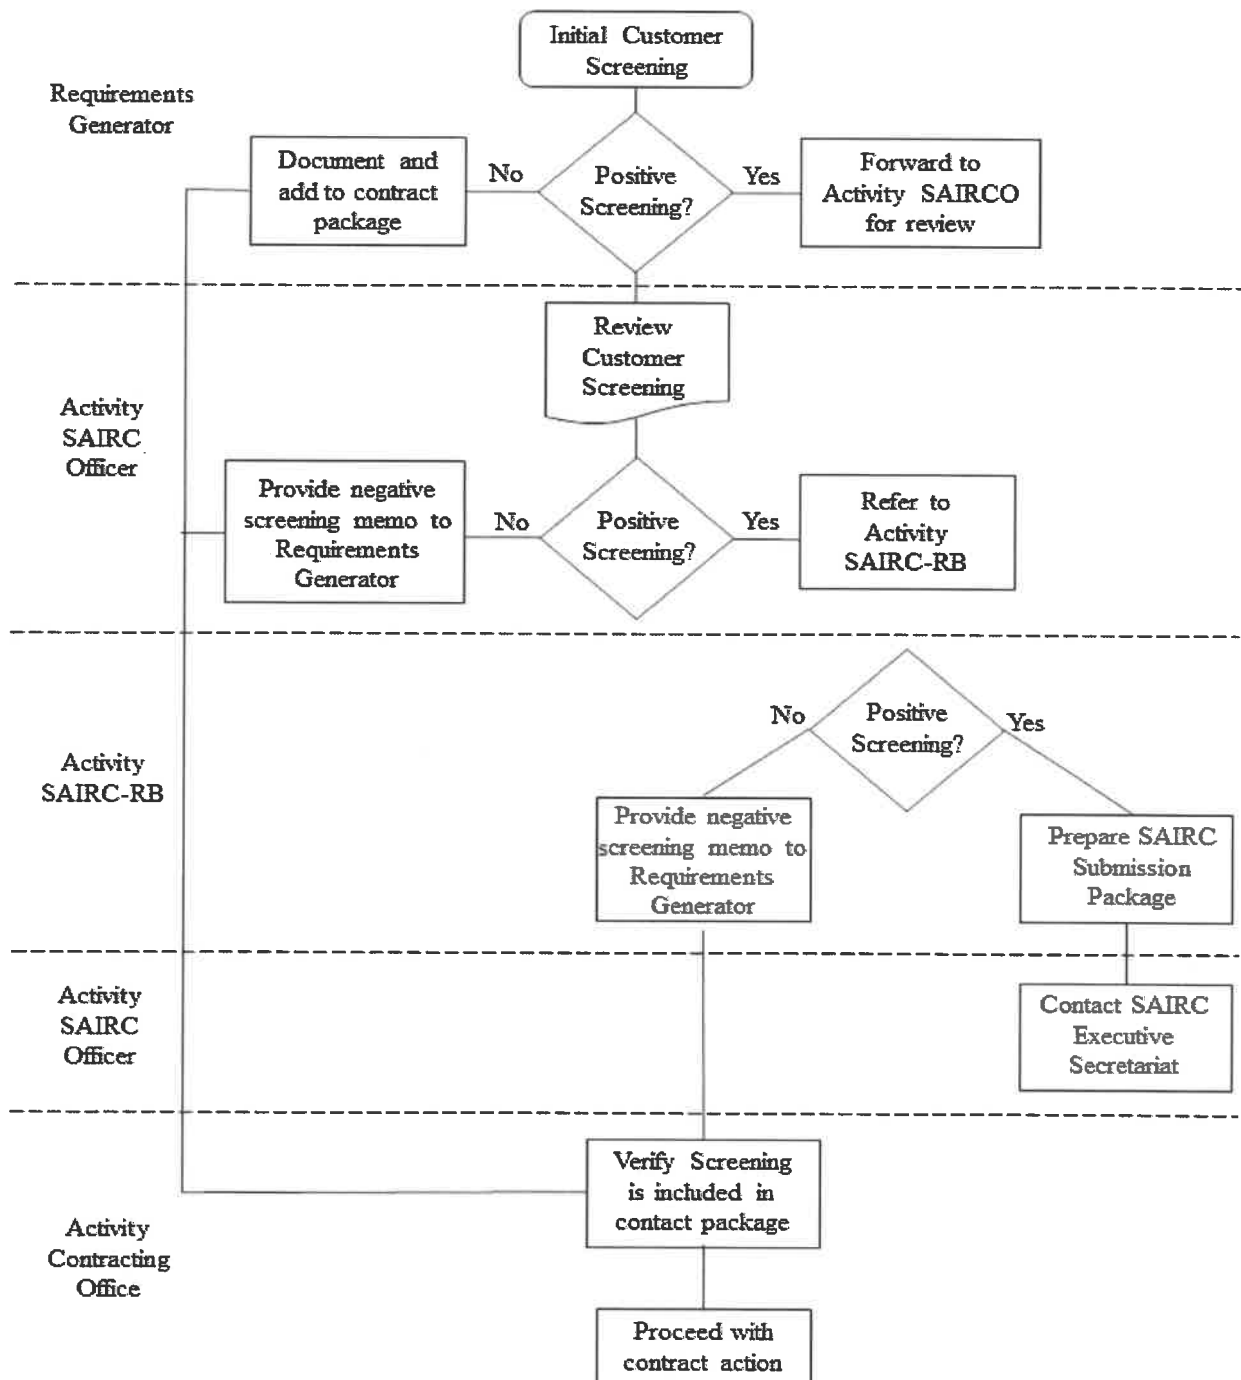 Initial Customer
Screening
Requirements
Generator
Document and
add to contract
package
No
Positive
Screening?
Yes
Forward to
Activity SAIRCO
for review
Review
Customer
Screening
Activity
SAIRC
Officer
Provide negative
screening memo to
Requirements
Generator
No
Positive
Screening?
Yes
Refer to
Activity
SAIRC-RB
Activity
SAIRC-RB
No
Positive
Screening?
Yes
Provide negative
screening memo to
Requirements
Generator
Prepare SAIRC
Submission
Package
Activity
SAIRC
Officer
Contact SAIRC
Executive
Secretariat
Verify Screening
is included in
contact package
Activity
Contracting
Office
Proceed with
contract action